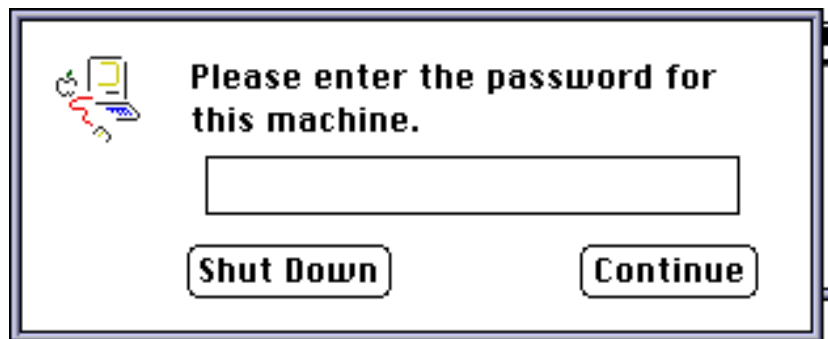 Please enter the password for
this machine.
Shut Down
Continue